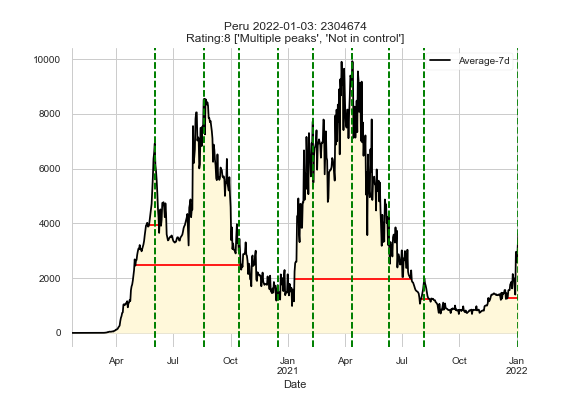 Peru 2022-01-03: 2304674
Rating:8 ['Multiple peaks', 'Not in control']
Average-7d
10000
8000
6000
4000
2000
0
Apr Jul Oct Jan Apr Jul Oct Jan
2021 2022
Date